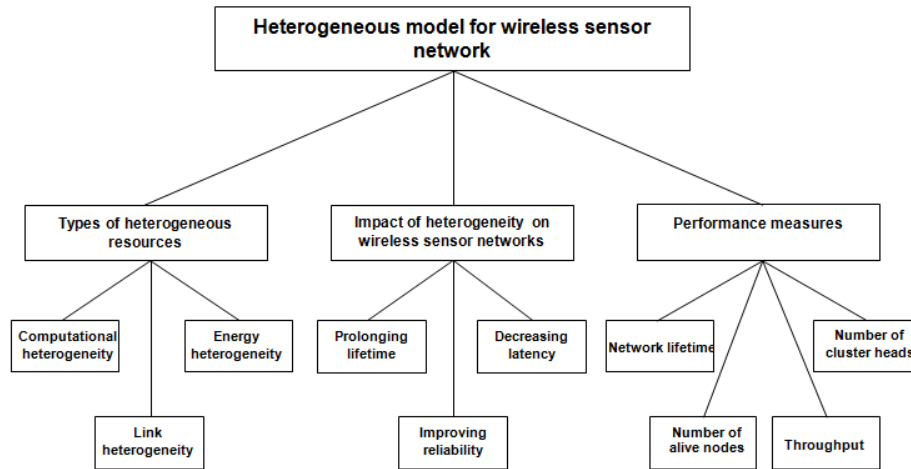 Heterogeneous model for wireless sensor
network
Types of heterogeneous
resources
Impact of heterogeneity on
wireless sensor networks
Performance measures
Computational
heterogeneity
Energy
heterogeneity
Link
heterogeneity
Prolonging
lifetime
Decreasing
latency
Improving
reliability
Network lifetime
Number of
cluster heads
Number of
alive nodes
Throughput